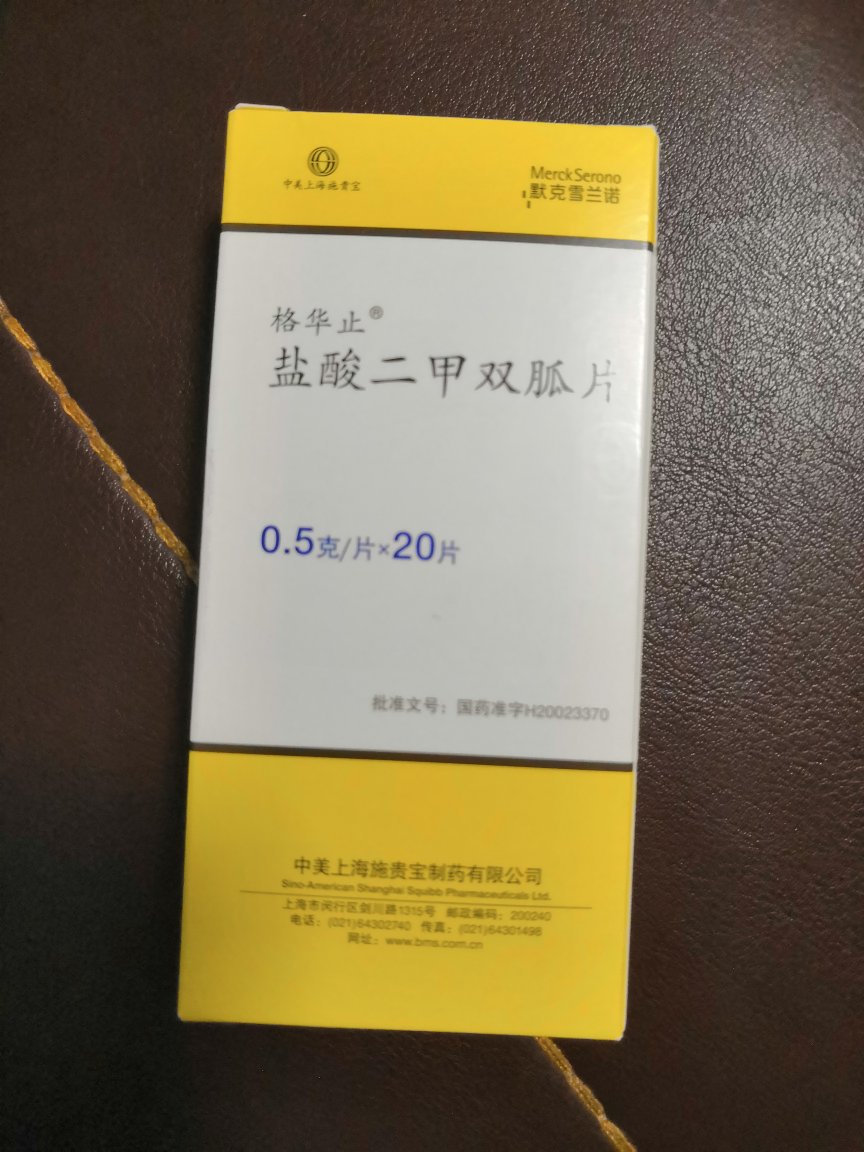 中美上海施贵宝
MerckSerono
默克雪兰诺
格华止®
盐酸二甲双胍片
0.5克/片×20片
批准文号：国药准字H20023370
中美上海施贵宝制药有限公司
Sino-American Shanghai Squibb Pharmaceuticals Ltd.
上海市闵行区剑川路1315号 邮政编码：200240
电话：(021)64302740 传真：(021)64301498
网址：www.bms.com.cn